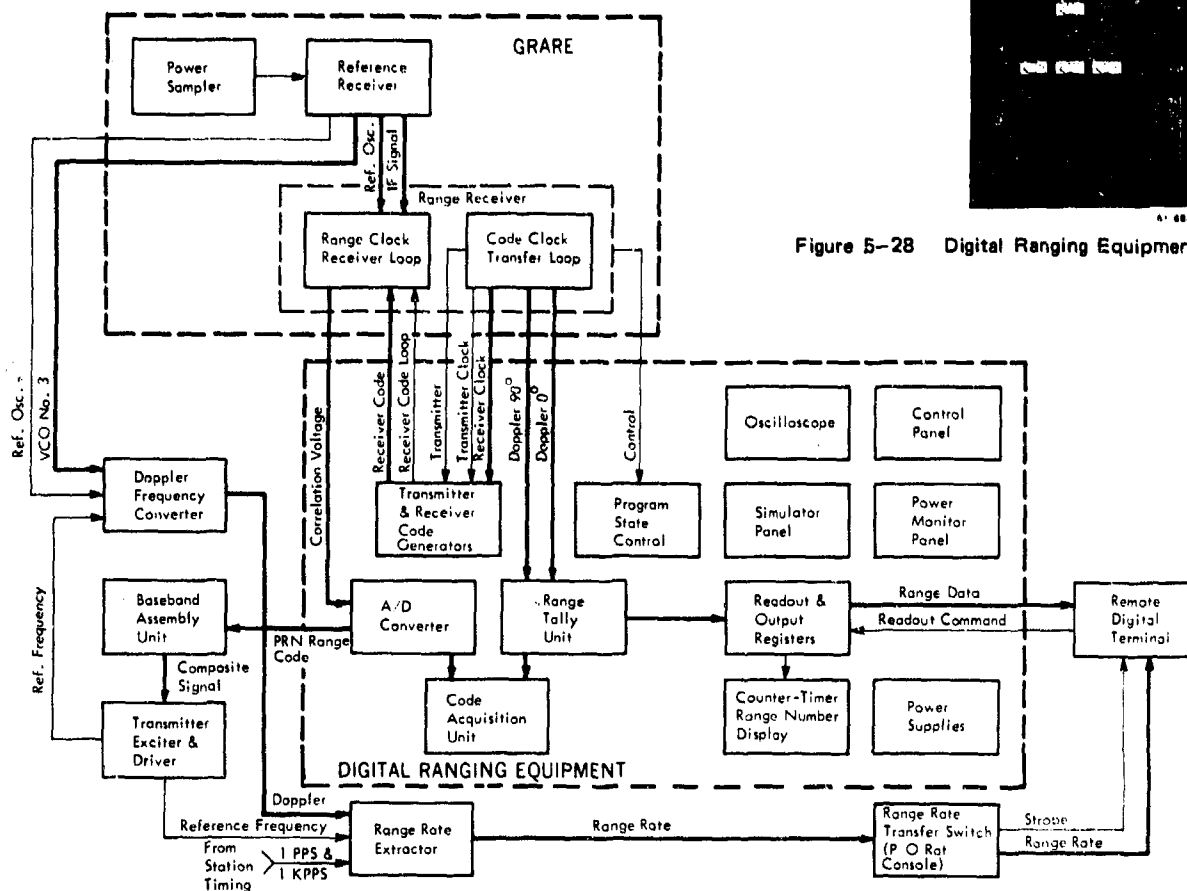 GRARE
Power
Sampler
Reference
Receiver
Ref. Osc.
IF Signal
Range Receiver
Range Clock
Receiver Loop
Code Clock
Transfer Loop
Figure 5-28 Digital Ranging Equipmen
Ref. Osc.
VCO No. 3
Correlation Voltage
Receiver Code
Receiver Code Loop
Transmitter
Transmitter Clock
Receiver Clock
Doppler 90°
Doppler 0°
Control
Oscilloscope
Control
Panel
Doppler
Frequency
Converter
Transmitter
& Receiver
Code
Generators
Program
State
Control
Simulator
Panel
Power
Monitor
Panel
Ref. Frequency
Baseband
Assembly
Unit
PRN Range
Code
A/D
Converter
Range
Tally
Unit
Readout &
Output
Registers
Range Data
Readout Command
Remote
Digital
Terminal
Composite
Signal
Transmitter
Exciter &
Driver
Code
Acquisition
Unit
Counter-Timer
Range Number
Display
Power
Supplies
DIGITAL RANGING EQUIPMENT
Doppler
Reference Frequency
From
Station
Timing
1 PPS &
1 KPPS
Range Rate
Extractor
Range Rate
Range Rate
Transfer Switch
(P O Rat
Console)
Strobe
Range Rate